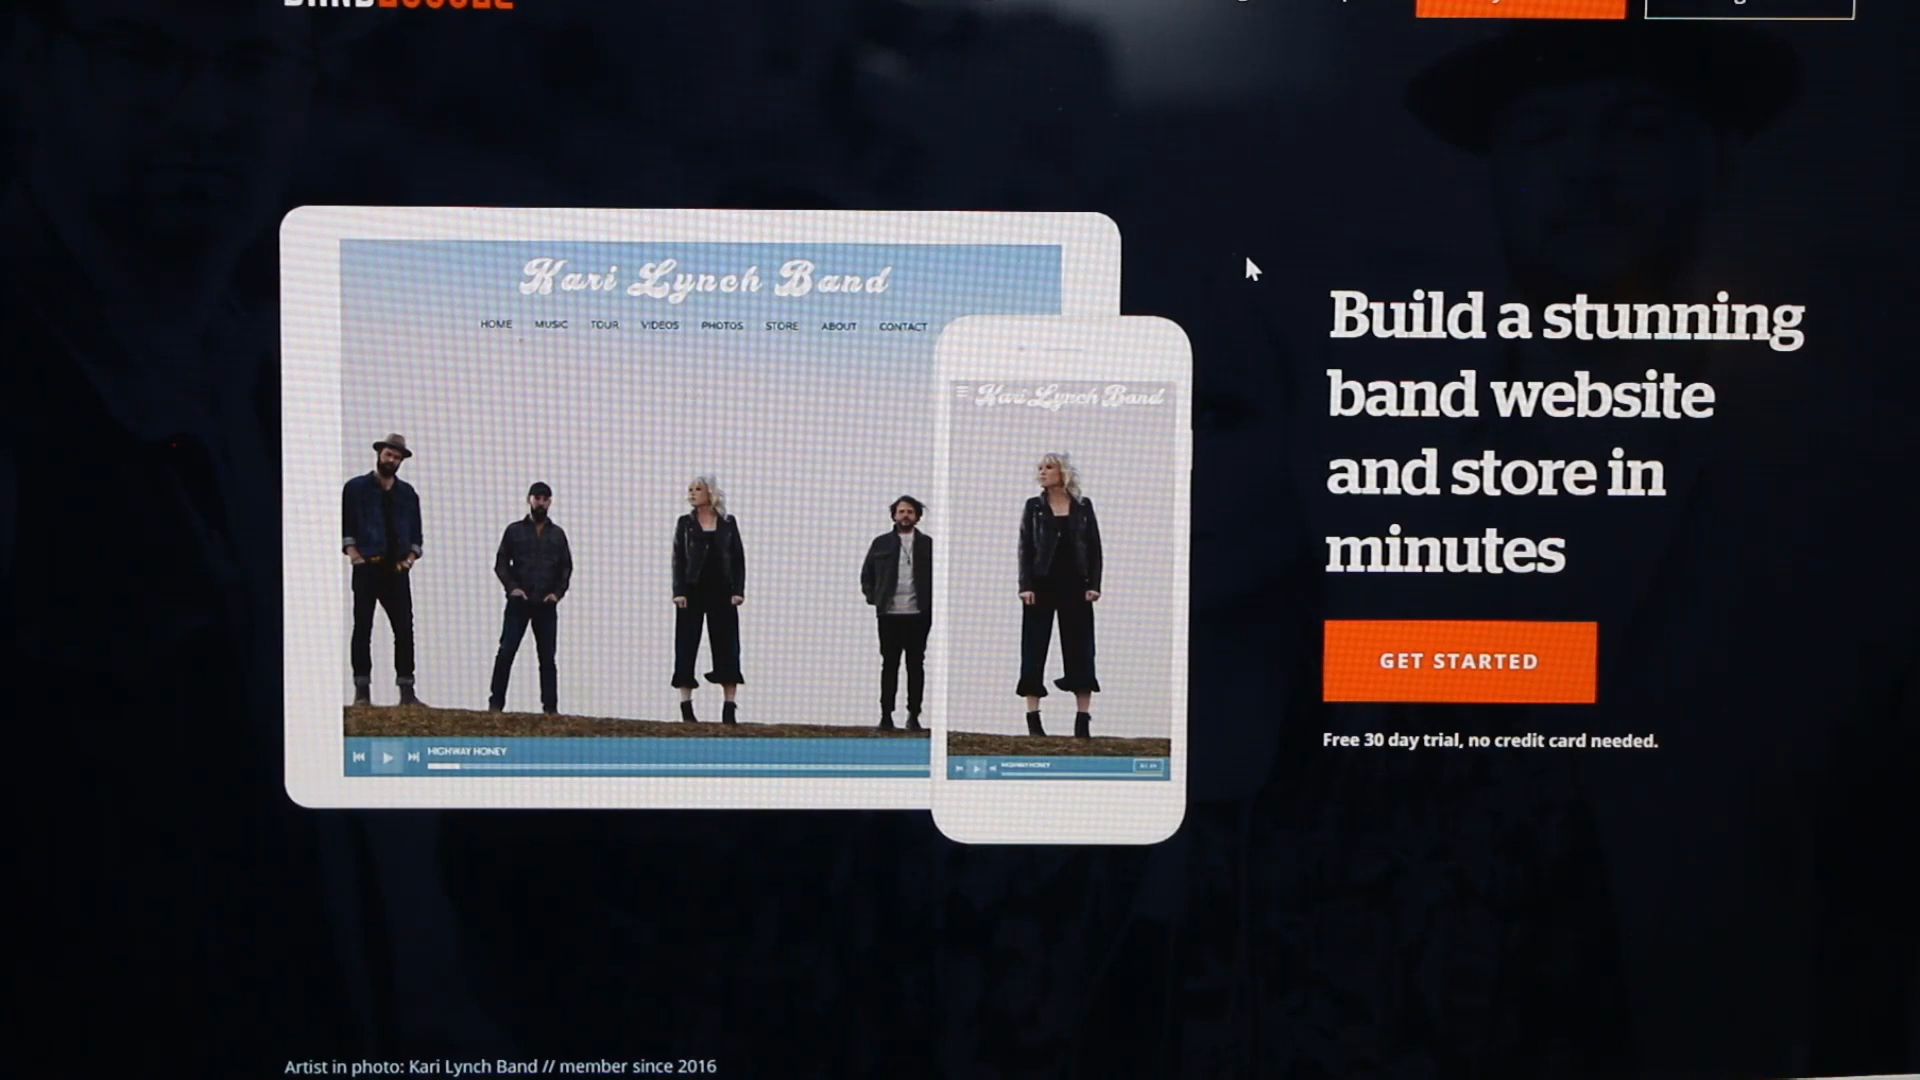 Kari Lynch Band
HOME MUSIC TOUR VIDEOS PHOTOS STORE ABOUT CONTACT
Kari Lynch Band
HIGHWAY HONEY
HIGHWAY HONEY
Build a stunning
band website
and store in
minutes
GET STARTED
Free 30 day trial, no credit card needed.
Artist in photo: Kari Lynch Band // member since 2016